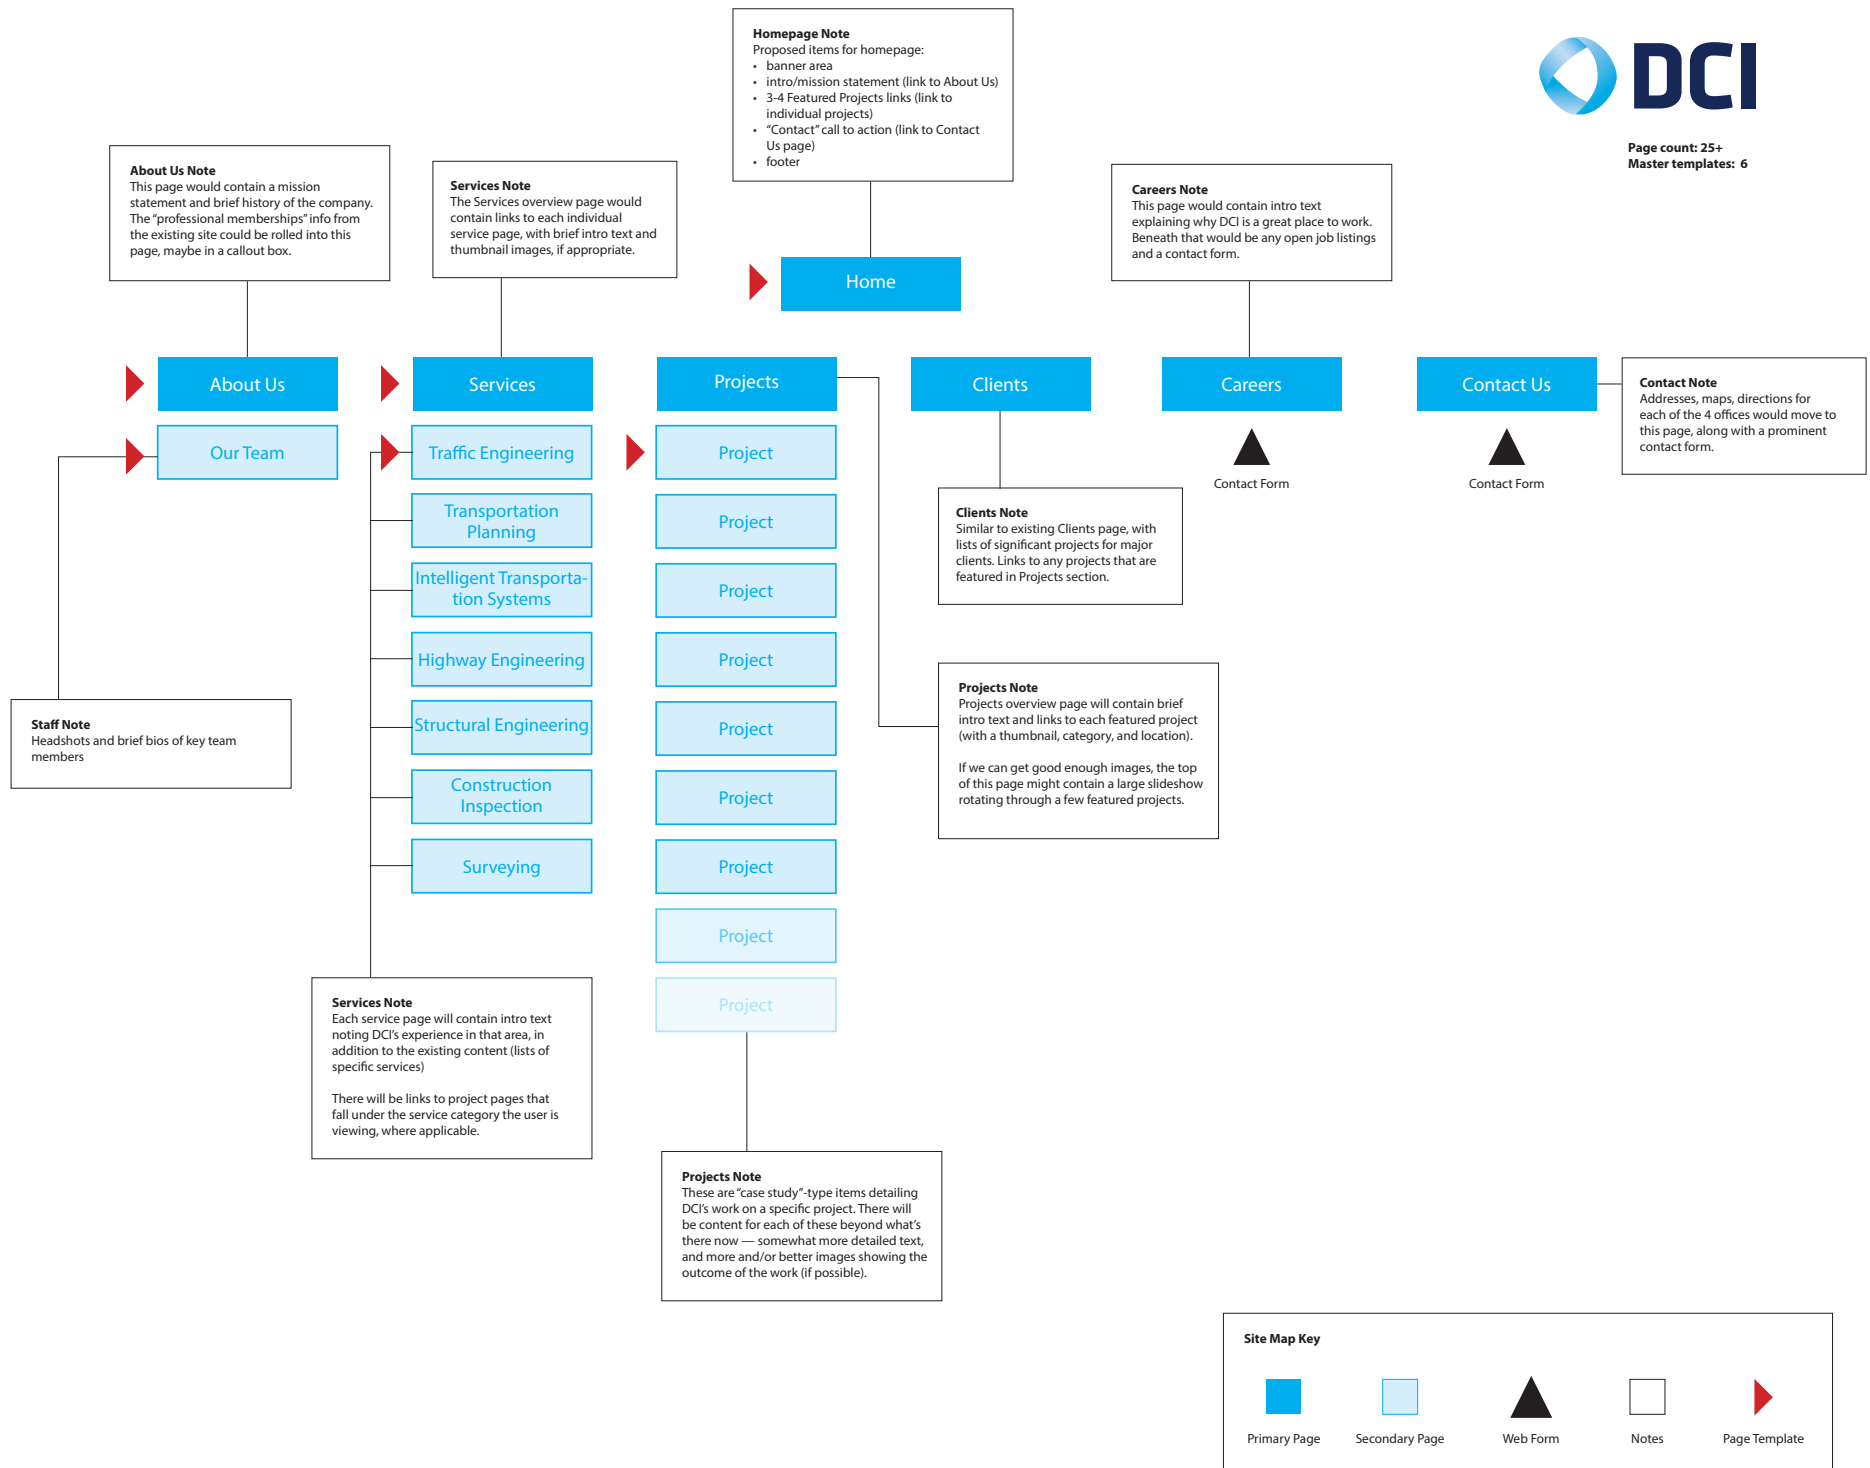 Homepage Note
Proposed items for homepage:
• banner area
• intro/mission statement (link to About Us)
• 3-4 Featured Projects links (link to
individual projects)
• “Contact” call to action (link to Contact
Us page)
• footer
DCI
Page count: 25+
Master templates: 6
About Us Note
This page would contain a mission
statement and brief history of the company.
The “professional memberships” info from
the existing site could be rolled into this
page, maybe in a callout box.
Services Note
The Services overview page would
contain links to each individual
service page, with brief intro text and
thumbnail images, if appropriate.
Careers Note
This page would contain intro text
explaining why DCI is a great place to work.
Beneath that would be any open job listings
and a contact form.
Home
About Us
Services
Projects
Clients
Careers
Contact Us
Contact Note
Addresses, maps, directions for
each of the 4 offices would move to
this page, along with a prominent
contact form.
Our Team
Traffic Engineering
Transportation
Planning
Intelligent Transporta-
tion Systems
Highway Engineering
Structural Engineering
Construction
Inspection
Surveying
Project
Project
Project
Project
Project
Project
Project
Project
Project
Contact Form
Contact Form
Clients Note
Similar to existing Clients page, with
lists of significant projects for major
clients. Links to any projects that are
featured in Projects section.
Projects Note
Projects overview page will contain brief
intro text and links to each featured project
(with a thumbnail, category, and location).
If we can get good enough images, the top
of this page might contain a large slideshow
rotating through a few featured projects.
Staff Note
Headshots and brief bios of key team
members
Services Note
Each service page will contain intro text
noting DCI’s experience in that area, in
addition to the existing content (lists of
specific services)
There will be links to project pages that
fall under the service category the user is
viewing, where applicable.
Projects Note
These are “case study”-type items detailing
DCI’s work on a specific project. There will
be content for each of these beyond what’s
there now — somewhat more detailed text,
and more and/or better images showing the
outcome of the work (if possible).
Site Map Key
Primary Page
Secondary Page
Web Form
Notes
Page Template